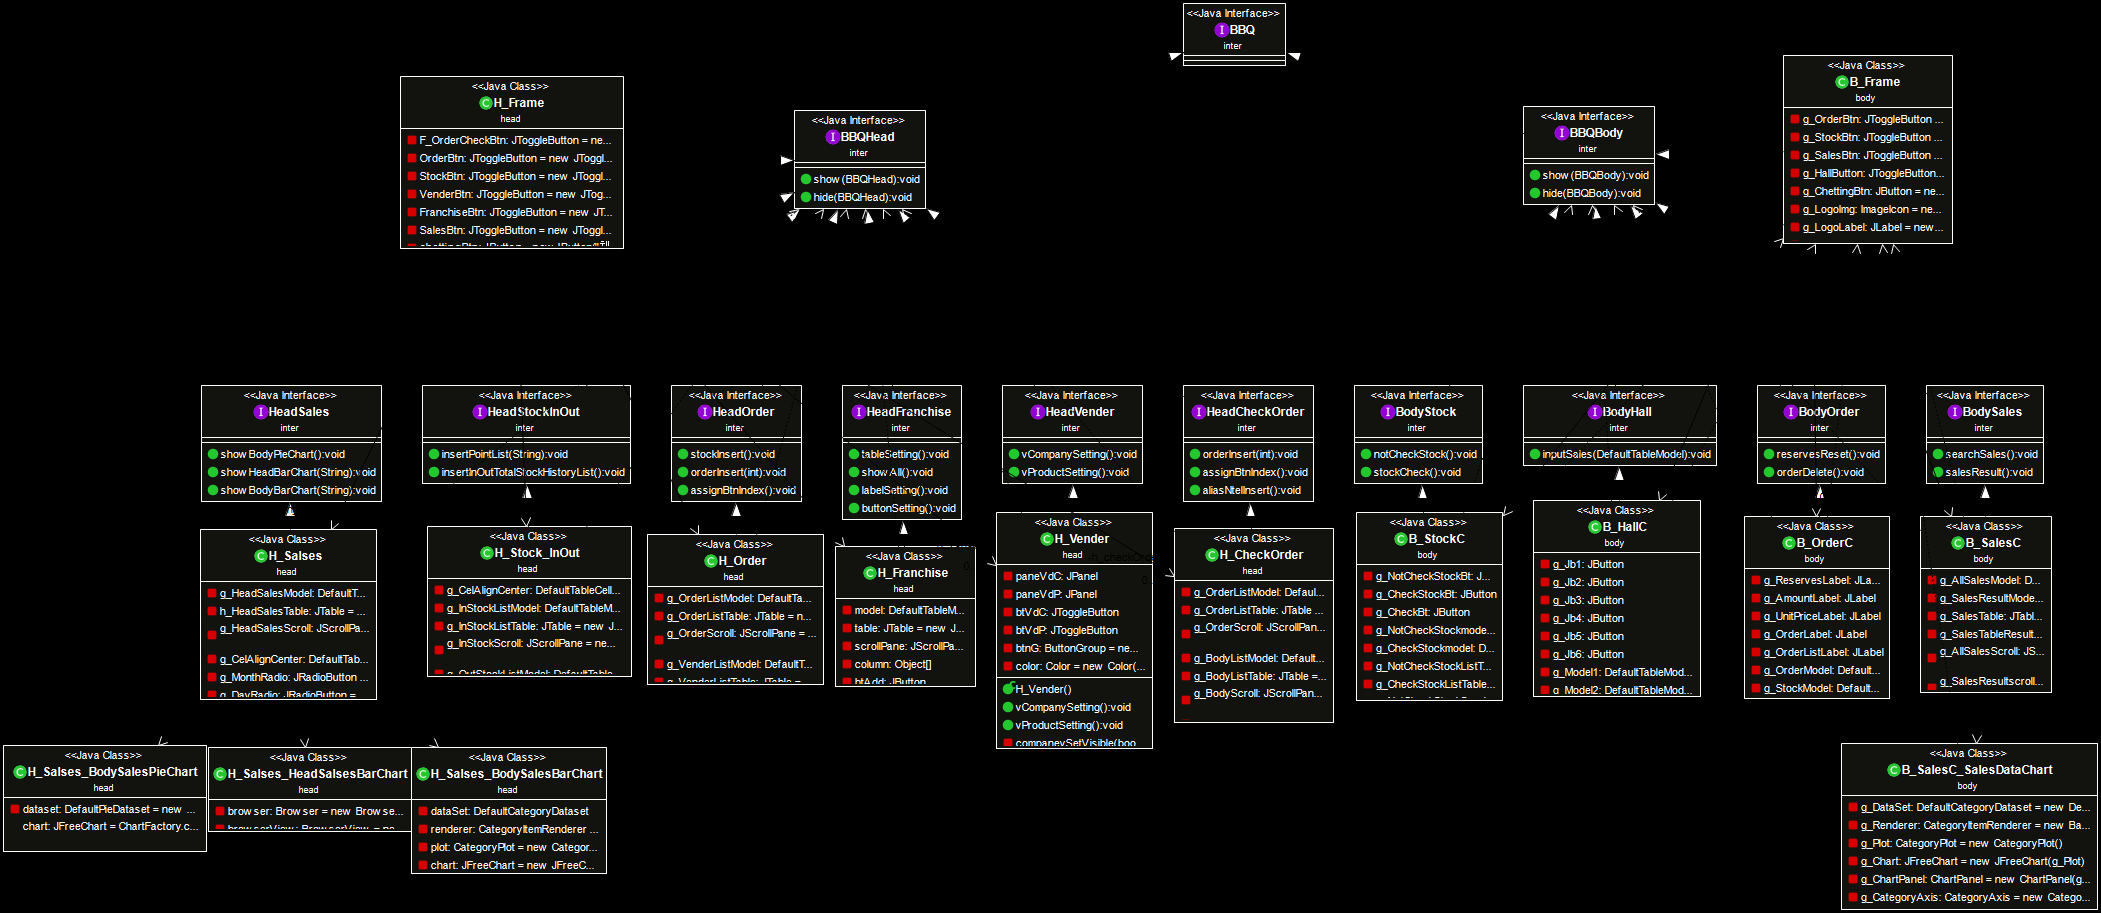 <<Java Interface>>
BBQ
inter
<<Java Class>>
H_Frame
head
F_OrderCheckBtn: JToggleButton = ne...
OrderBtn: JToggleButton = new JToggl...
StockBtn: JToggleButton = new JToggl...
VenderBtn: JToggleButton = new JTog...
FranchiseBtn: JToggleButton = new JT...
SalesBtn: JToggleButton = new JToggl...
<<Java Interface>>
BBQHead
inter
show(BBQHead):void
hide(BBQHead):void
<<Java Interface>>
BBQBody
inter
show(BBQBody):void
hide(BBQBody):void
<<Java Class>>
B_Frame
body
g_OrderBtn: JToggleButton ...
g_StockBtn: JToggleButton ...
g_SalesBtn: JToggleButton ...
g_HallButton: JToggleButton...
g_ChettingBtn: JButton = ne...
g_LogoImg: ImageIcon = ne...
g_LogoLabel: JLabel = new...
<<Java Interface>>
HeadSales
inter
showBodyPieChart():void
showHeadBarChart(String):void
showBodyBarChart(String):void
<<Java Interface>>
HeadStockInOut
inter
insertPointList(String):void
insertInOutTotalStockHistoryList():void
<<Java Interface>>
HeadOrder
inter
stockInsert():void
orderInsert(int):void
assignBtnIndex():void
<<Java Interface>>
HeadFranchise
inter
tableSetting():void
showAll():void
labelSetting():void
buttonSetting():void
<<Java Interface>>
HeadVender
inter
vCompanySetting():void
vProductSetting():void
<<Java Interface>>
HeadCheckOrder
inter
orderInsert(int):void
assignBtnIndex():void
aliasNtelInsert():void
<<Java Interface>>
BodyStock
inter
notCheckStock():void
stockCheck():void
<<Java Interface>>
BodyHall
inter
inputSales(DefaultTableModel):void
<<Java Interface>>
BodyOrder
inter
reservesReset():void
orderDelete():void
<<Java Interface>>
BodySales
inter
searchSales():void
salesResult():void
<<Java Class>>
H_Salses
head
g_HeadSalesModel: DefaultT...
h_HeadSalesTable: JTable = ...
g_HeadSalesScroll: JScrollPa...
g_CelAlignCenter: DefaultTab...
g_MonthRadio: JRadioButton ...
g_DayRadio: JRadioButton = ...
<<Java Class>>
H_Stock_InOut
head
g_CelAlignCenter: DefaultTableCell...
g_InStockListModel: DefaultTableM...
g_InStockListTable: JTable = new J...
g_InStockScroll: JScrollPane = ne...
g_OutStockListModel: DefaultTable...
<<Java Class>>
H_Order
head
g_OrderListModel: DefaultTa...
g_OrderListTable: JTable = n...
g_OrderScroll: JScrollPane = ...
g_VenderListModel: DefaultT...
g_VenderListTable: JTable = ...
<<Java Class>>
H_Franchise
head
model: DefaultTableM...
table: JTable = new J...
scrollPane: JScrollPa...
column: Object[]
btAdd: JButton
<<Java Class>>
H_Vender
head
paneVdC: JPanel
paneVdP: JPanel
btVdC: JToggleButton
btVdP: JToggleButton
btnG: ButtonGroup = ne...
color: Color = new Color(...
H_Vender()
vCompanySetting():void
vProductSetting():void
companeySetVisible(boo...
<<Java Class>>
H_CheckOrder
head
g_OrderListModel: Defaul...
g_OrderListTable: JTable ...
g_OrderScroll: JScrollPan...
g_BodyListModel: Default...
g_BodyListTable: JTable =...
g_BodyScroll: JScrollPan...
<<Java Class>>
B_StockC
body
g_NotCheckStockBt: J...
g_CheckStockBt: JButton
g_CheckBt: JButton
g_NotCheckStockmode...
g_CheckStockmodel: D...
g_NotCheckStockListT...
g_CheckStockListTable...
<<Java Class>>
B_HallC
body
g_Jb1: JButton
g_Jb2: JButton
g_Jb3: JButton
g_Jb4: JButton
g_Jb5: JButton
g_Jb6: JButton
g_Model1: DefaultTableMod...
g_Model2: DefaultTableMod...
<<Java Class>>
B_OrderC
body
g_ReservesLabel: JLa...
g_AmountLabel: JLabel
g_UnitPriceLabel: JLabel
g_OrderLabel: JLabel
g_OrderListLabel: JLabel
g_OrderModel: Default...
g_StockModel: Default...
<<Java Class>>
B_SalesC
body
g_AllSalesModel: D...
g_SalesResultMode...
g_SalesTable: JTabl...
g_SalesTableResult...
g_AllSalesScroll: JS...
g_SalesResultscroll...
<<Java Class>>
H_Salses_BodySalesPieChart
head
dataset: DefaultPieDataset = new ...
chart: JFreeChart = ChartFactory.c...
<<Java Class>>
H_Salses_HeadSalsesBarChart
head
browser: Browser = new Browse...
browserView: BrowserView = ne...
<<Java Class>>
H_Salses_BodySalesBarChart
head
dataSet: DefaultCategoryDataset
renderer: CategoryItemRenderer ...
plot: CategoryPlot = new Categor...
chart: JFreeChart = new JFreeC...
<<Java Class>>
B_SalesC_SalesDataChart
body
g_DataSet: DefaultCategoryDataset = new De...
g_Renderer: CategoryItemRenderer = new Ba...
g_Plot: CategoryPlot = new CategoryPlot()
g_Chart: JFreeChart = new JFreeChart(g_Plot)
g_ChartPanel: ChartPanel = new ChartPanel(g...
g_CategoryAxis: CategoryAxis = new Catego...